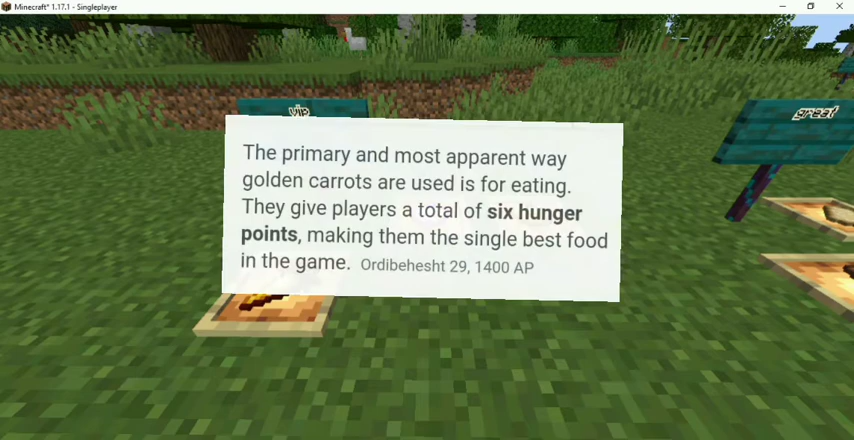 Minecraft* 1.17.1 - Singleplayer
vip
great
The primary and most apparent way
golden carrots are used is for eating.
They give players a total of six hunger
points, making them the single best food
in the game. Ordibehesht 29, 1400 AP